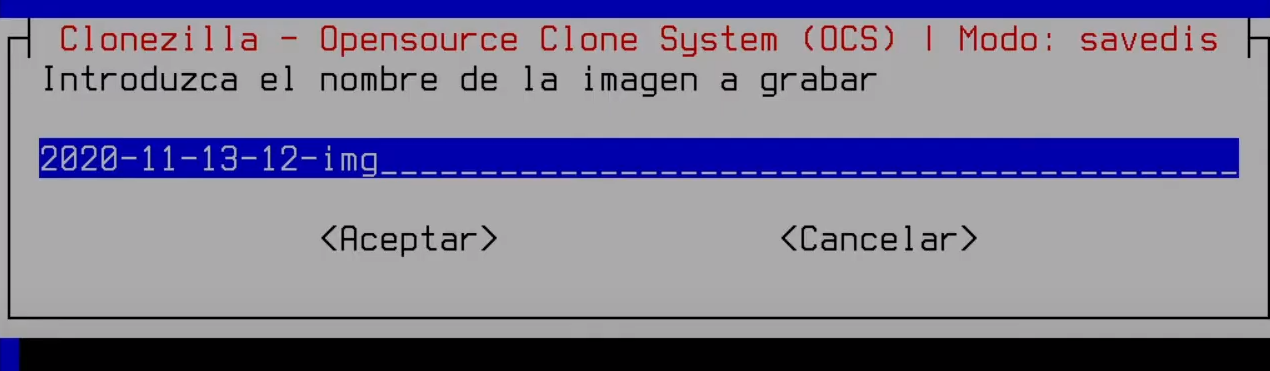 Clonezilla - Opensource Clone System (OCS) | Modo: savedis
Introduzca el nombre de la imagen a grabar
2020-11-13-12-img
<Aceptar> <Cancelar>